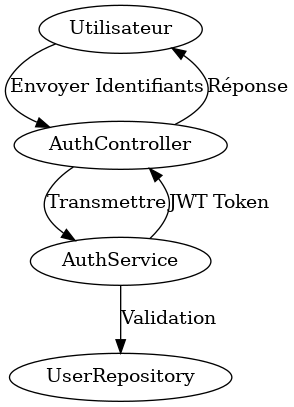 Utilisateur
Envoyer Identifiants
Réponse
AuthController
Transmettre
JWT Token
AuthService
Validation
UserRepository